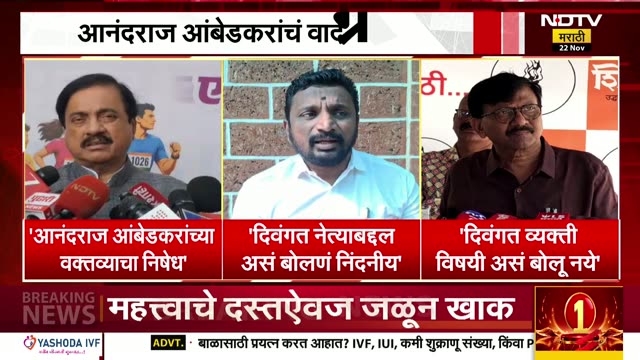 आनंदराज आंबेडकरांचं
NDTV
मराठी
22 Nov
1026
NDTV
'आनंदराज आंबेडकरांच्या
वक्तव्याचा निषेध'
'दिवंगत नेत्याबद्दल
असं बोलणं निंदनीय'
'दिवंगत व्यक्ती
विषयी असं बोलू नये'
BREAKING
NEWS
महत्त्वाचे दस्तऐवज जळून खाक
1
YASHODA IVF
ADVT. • बाळासाठी प्रयत्न करत आहात? IVF, IUI, कमी शुक्राणू संख्या, किंवा